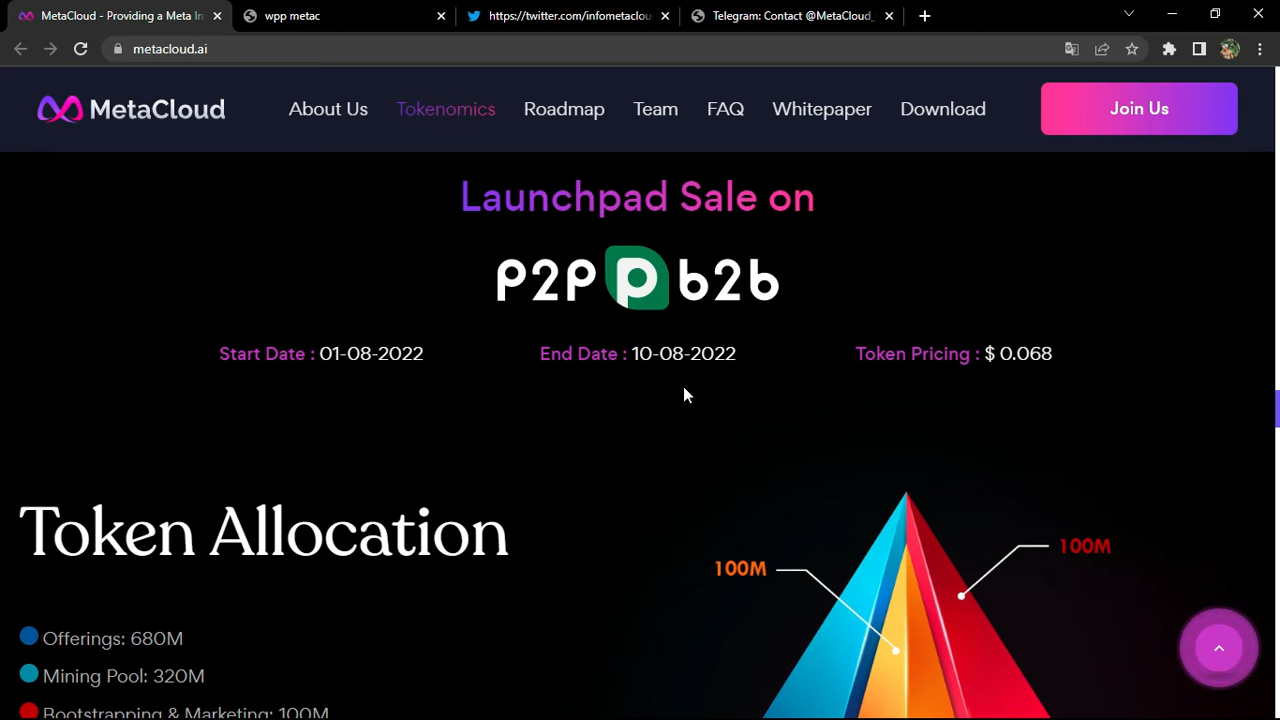 MetaCloud - Providing a Meta In
wpp metac
https://twitter.com/infometaclou
Telegram: Contact @MetaCloud_
metacloud.ai
MetaCloud
About Us
Tokenomics
Roadmap
Team
FAQ
Whitepaper
Download
Join Us
Launchpad Sale on
P2P p b2b
Start Date : 01-08-2022
End Date : 10-08-2022
Token Pricing : $ 0.068
Token Allocation
100M
100M
Offerings: 680M
Mining Pool: 320M
Bootstrapping & Marketing: 100M